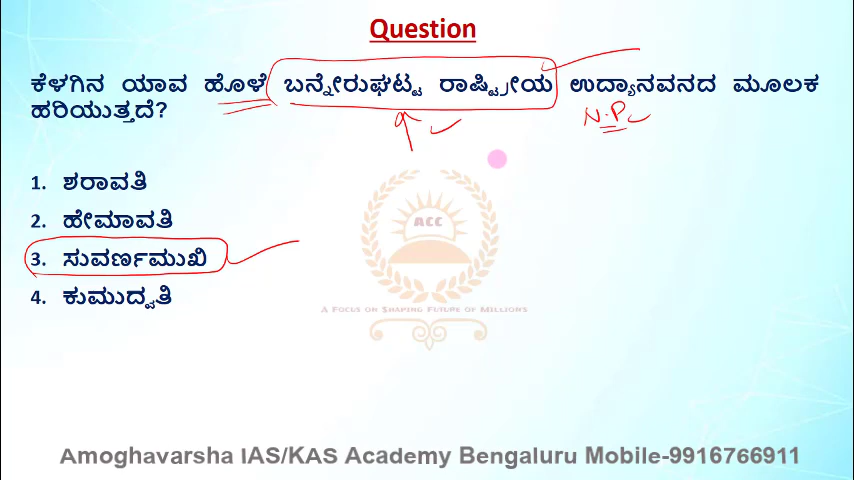 Question
ಕೆಳಗಿನ ಯಾವ ಹೊಳೆ ಬನ್ನೇರುಘಟ್ಟ ರಾಷ್ಟ್ರೀಯ ಉದ್ಯಾನವನದ ಮೂಲಕ
ಹರಿಯುತ್ತದೆ?
N.P
1. ಶರಾವತಿ
2. ಹೇಮಾವತಿ
3. ಸುವರ್ಣಮುಖಿ
4. ಕುಮುದ್ವತಿ
ACC
A Focus on Shaping Future of Millions
Amoghavarsha IAS/KAS Academy Bengaluru Mobile-9916766911